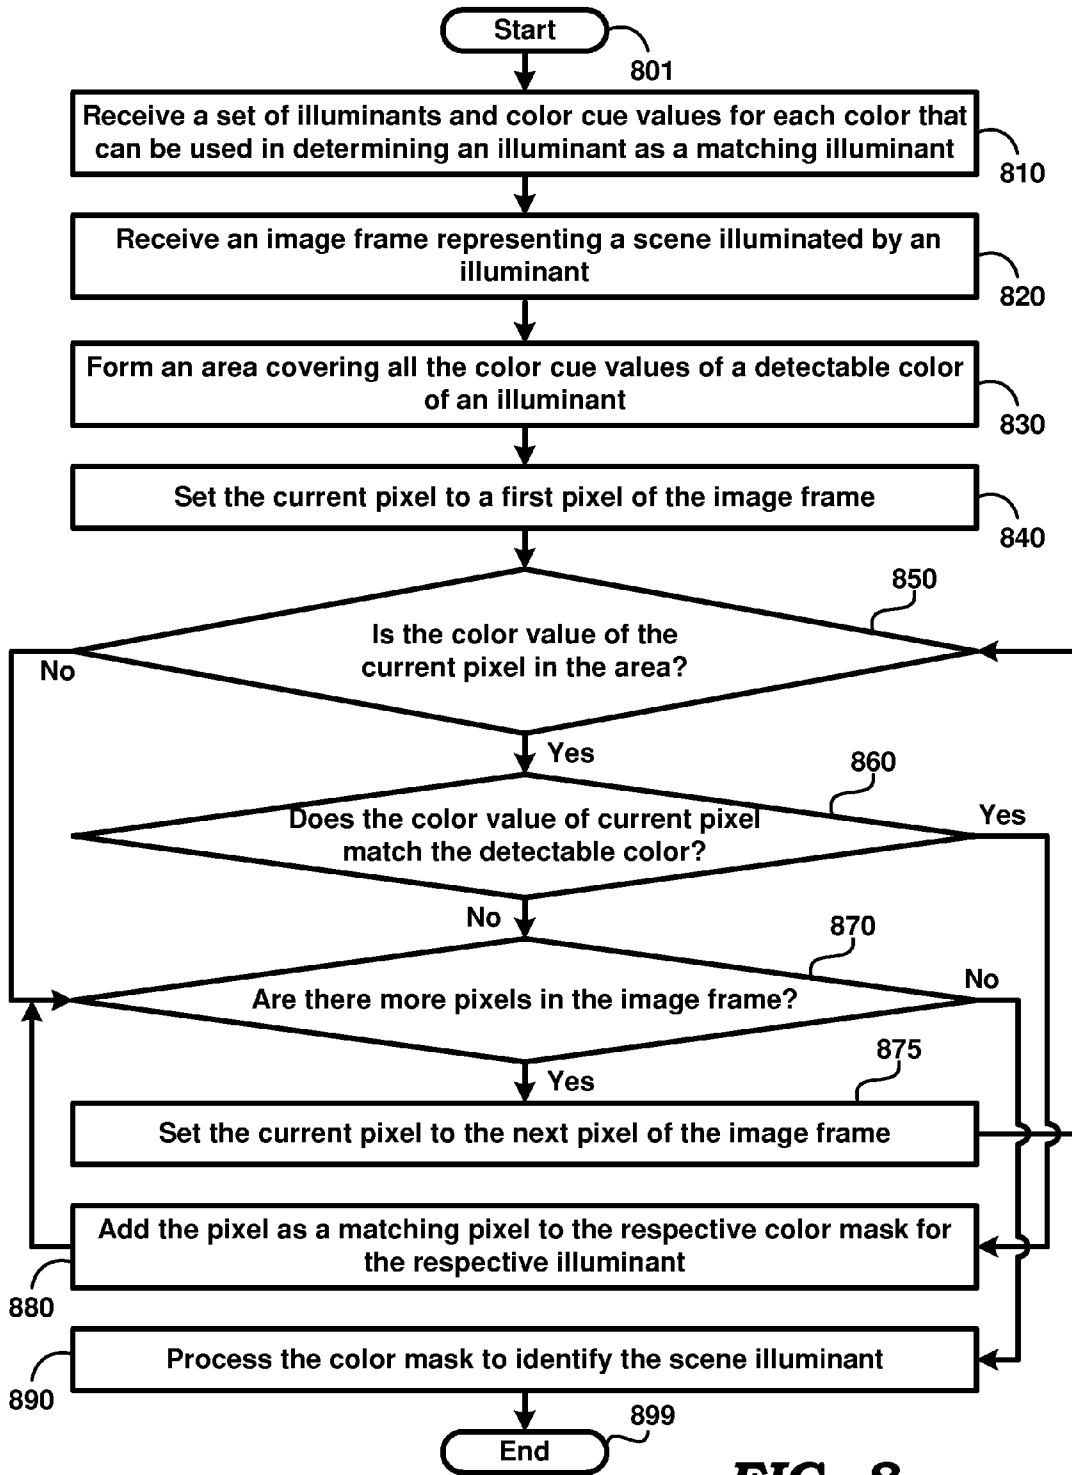 Start
801
Receive a set of illuminants and color cue values for each color that
can be used in determining an illuminant as a matching illuminant
810
Receive an image frame representing a scene illuminated by an
illuminant
820
Form an area covering all the color cue values of a detectable color
of an illuminant
830
Set the current pixel to a first pixel of the image frame
840
850
Is the color value of the
current pixel in the area?
No
Yes
860
Does the color value of current pixel
match the detectable color?
Yes
No
870
Are there more pixels in the image frame?
No
Yes
875
Set the current pixel to the next pixel of the image frame
Add the pixel as a matching pixel to the respective color mask for
the respective illuminant
880
Process the color mask to identify the scene illuminant
890
899
End
FIG. 8